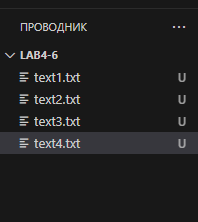 ПРОВОДНИК ...
LAB4-6
text1.txt U
text2.txt U
text3.txt U
text4.txt U